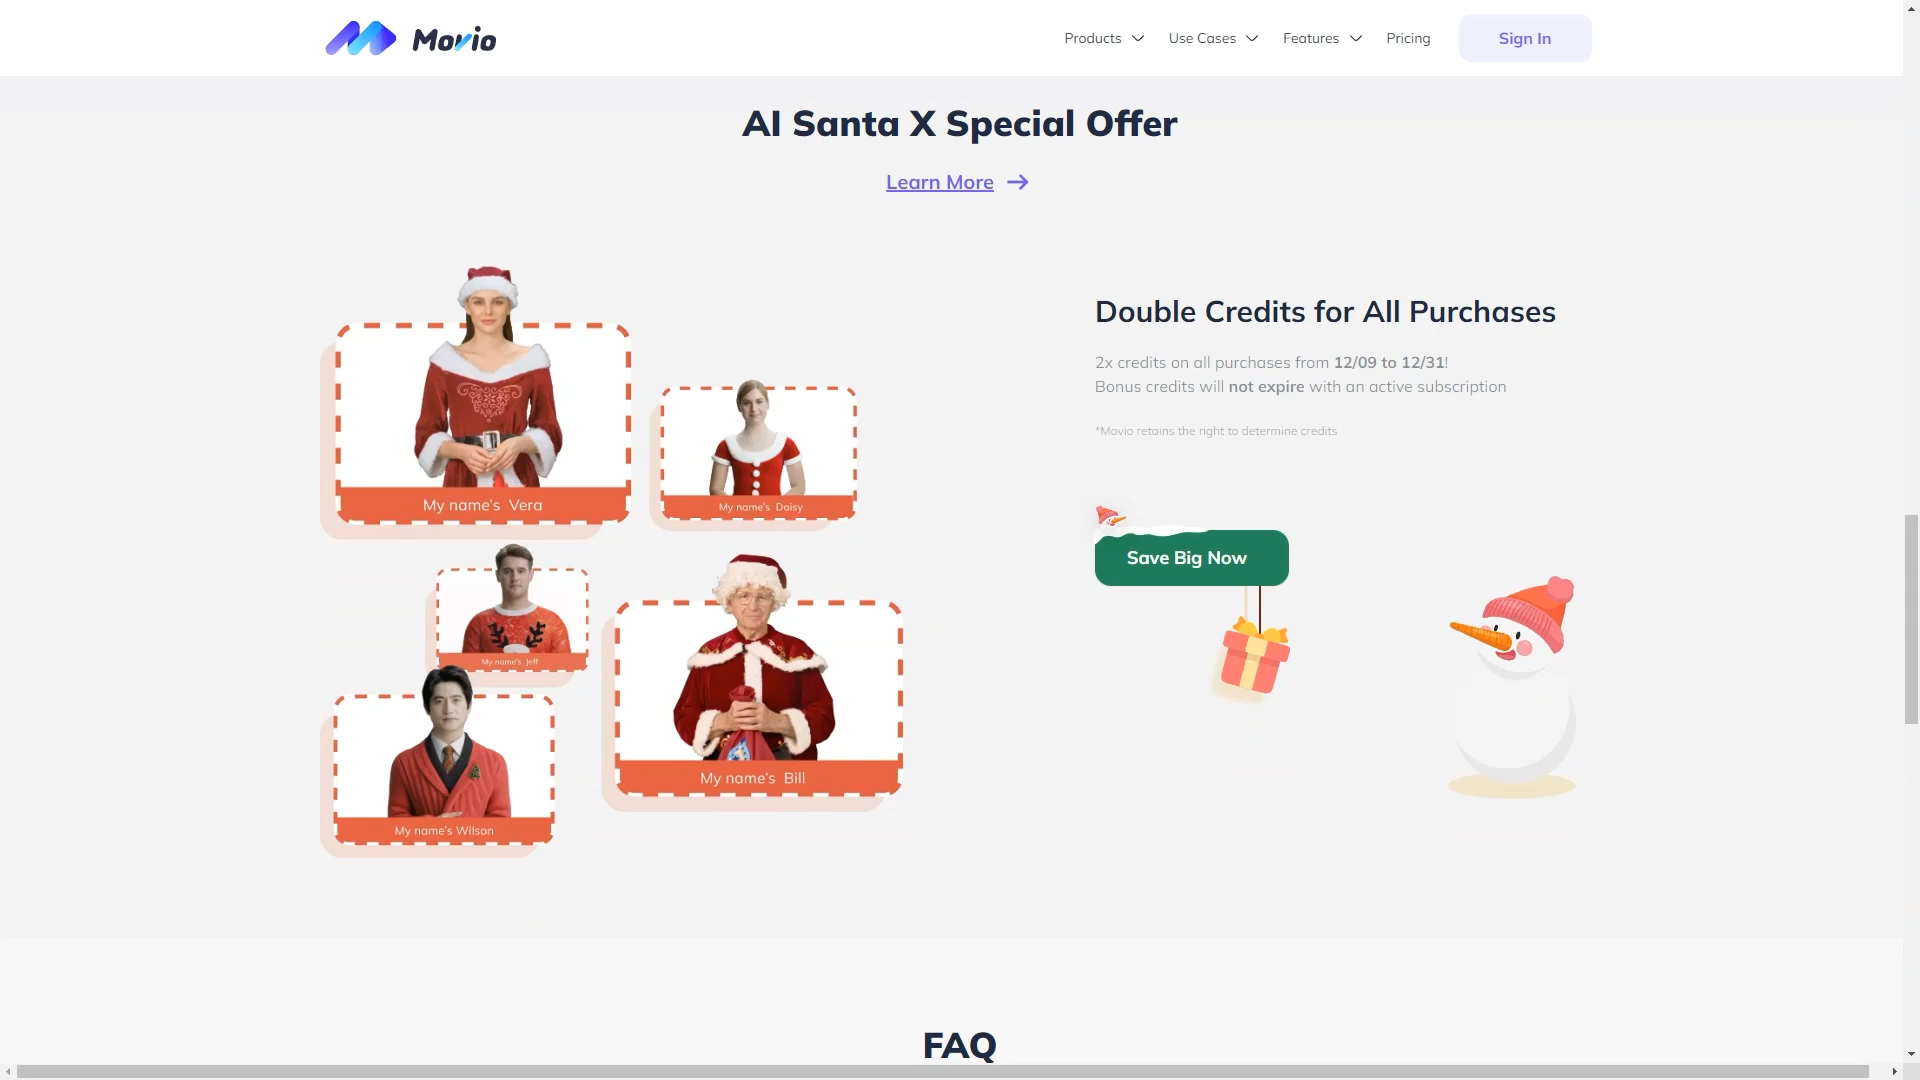 Movio
Products
Use Cases
Features
Pricing
Sign In
AI Santa X Special Offer
Learn More
My name's Vera
My name's Daisy
My name's Jeff
My name's Bill
My name's Wilson
Double Credits for All Purchases
2x credits on all purchases from 12/09 to 12/31!
Bonus credits will not expire with an active subscription
*Movio retains the right to determine credits
Save Big Now
FAQ